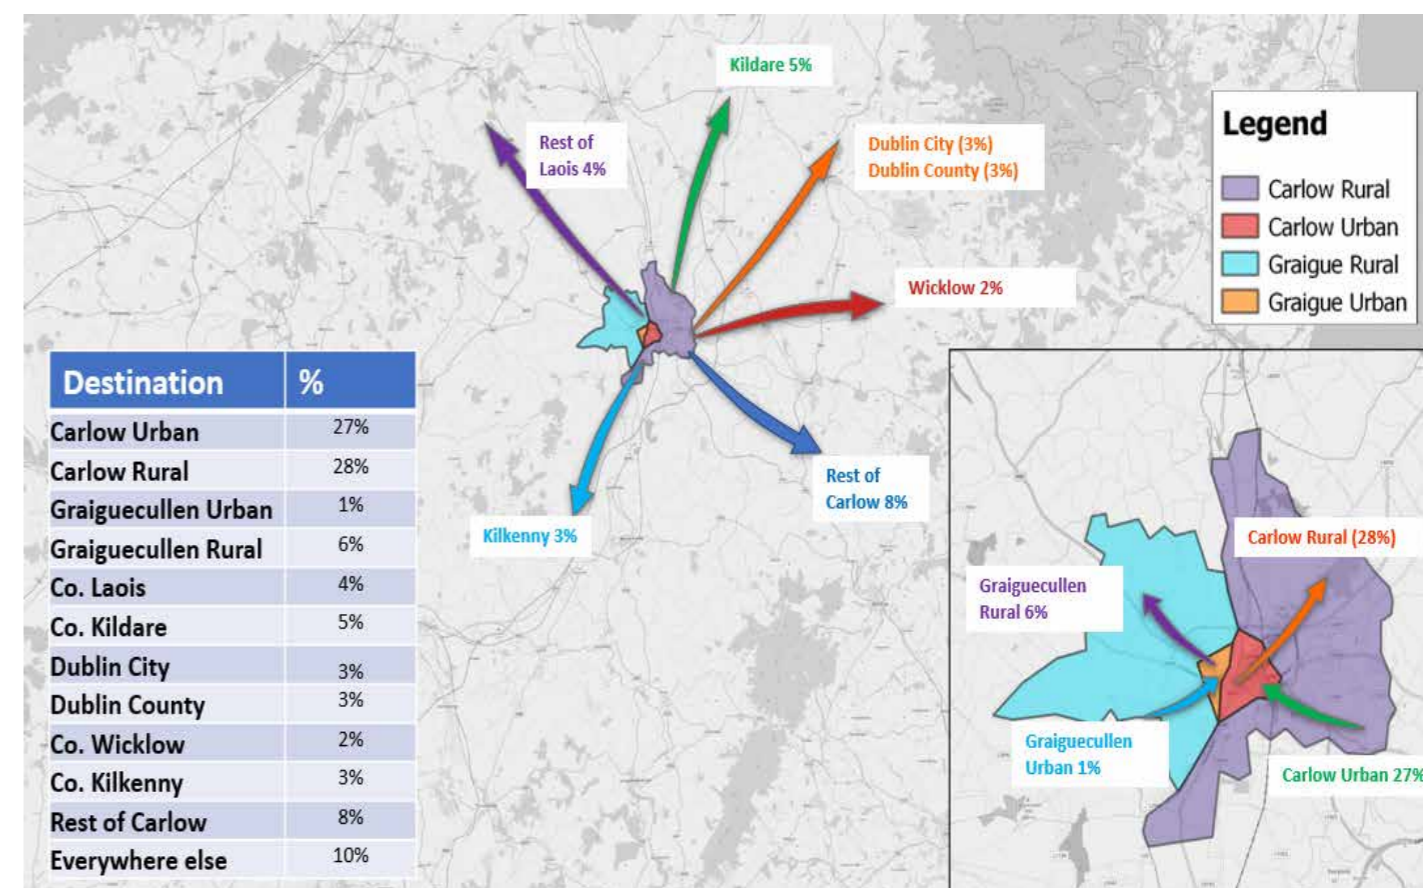 Kildare 5%
Rest of
Laois 4%
Dublin City (3%)
Dublin County (3%)
Wicklow 2%
Rest of
Carlow 8%
Kilkenny 3%
Legend
Carlow Rural
Carlow Urban
Graigue Rural
Graigue Urban
Destination %
Carlow Urban 27%
Carlow Rural 28%
Graiguecullen Urban 1%
Graiguecullen Rural 6%
Co. Laois 4%
Co. Kildare 5%
Dublin City 3%
Dublin County 3%
Co. Wicklow 2%
Co. Kilkenny 3%
Rest of Carlow 8%
Everywhere else 10%
Carlow Rural (28%)
Graiguecullen
Rural 6%
Graiguecullen
Urban 1%
Carlow Urban 27%